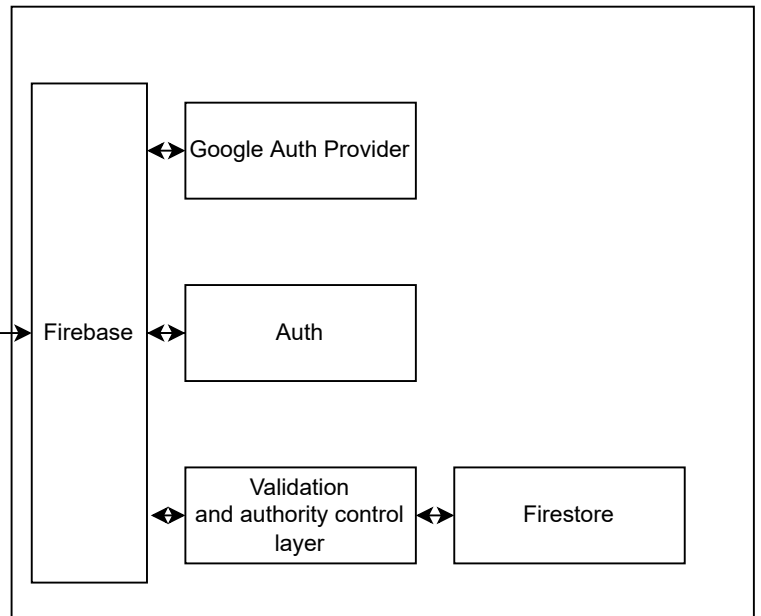 Google Auth Provider
Firebase
Auth
Validation
and authority control
layer
Firestore